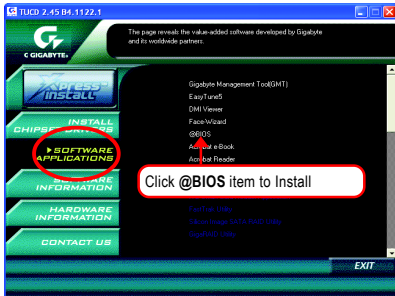 TUCD 2.45 B4.1122.1
The page reveals the value-added software developed by Gigabyte
and its worldwide partners.
GIGABYTE
Xpress
INSTALL
Gigabyte Management Tool(GMT)
EasyTune5
DMI Viewer
Face-Wizard
@BIOS
Acrobat e-Book
Acrobat Reader
INSTALL
CHIPSET DRIVERS
SOFTWARE
APPLICATIONS
Click @BIOS item to Install
SOFTWARE
INFORMATION
HARDWARE
INFORMATION
CONTACT US
EXIT